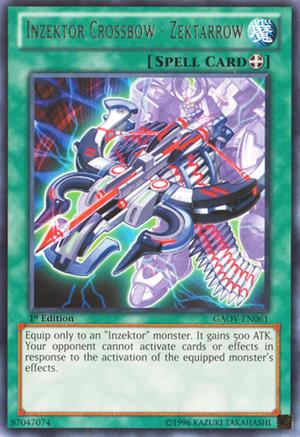 Inzektor Crossbow - Zektarrow
[Spell Card]
1st Edition
GAOV-EN061
Equip only to an "Inzektor" monster. It gains 500 ATK.
Your opponent cannot activate cards or effects in
response to the activation of the equipped monster's
effects.
87047074
©1996 KAZUKI TAKAHASHI